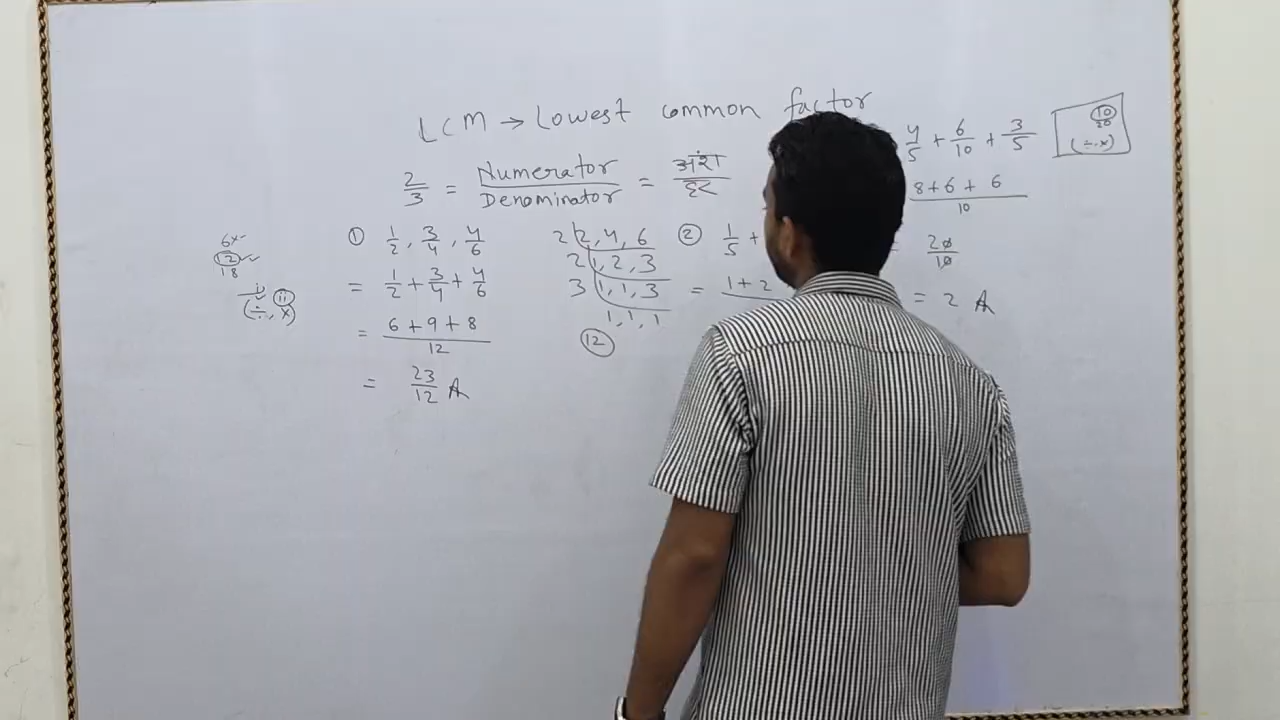 LCM → Lowest common factor
2/3 = Numerator/Denominator = अंश/हर
① 1/2, 3/4, 4/6
= 1/2 + 3/4 + 4/6
= 6 + 9 + 8 / 12
= 23/12 A
6×-
12 ✓
18
i ii
(÷, ×)
2 2, 4, 6
2 1, 2, 3
3 1, 1, 3
1, 1, 1
12
② 1/5 +
= 1 + 2
4/5 + 6/10 + 3/5
8 + 6 + 6 / 10
= 20/10
= 2 A
10
20
(÷, ×)